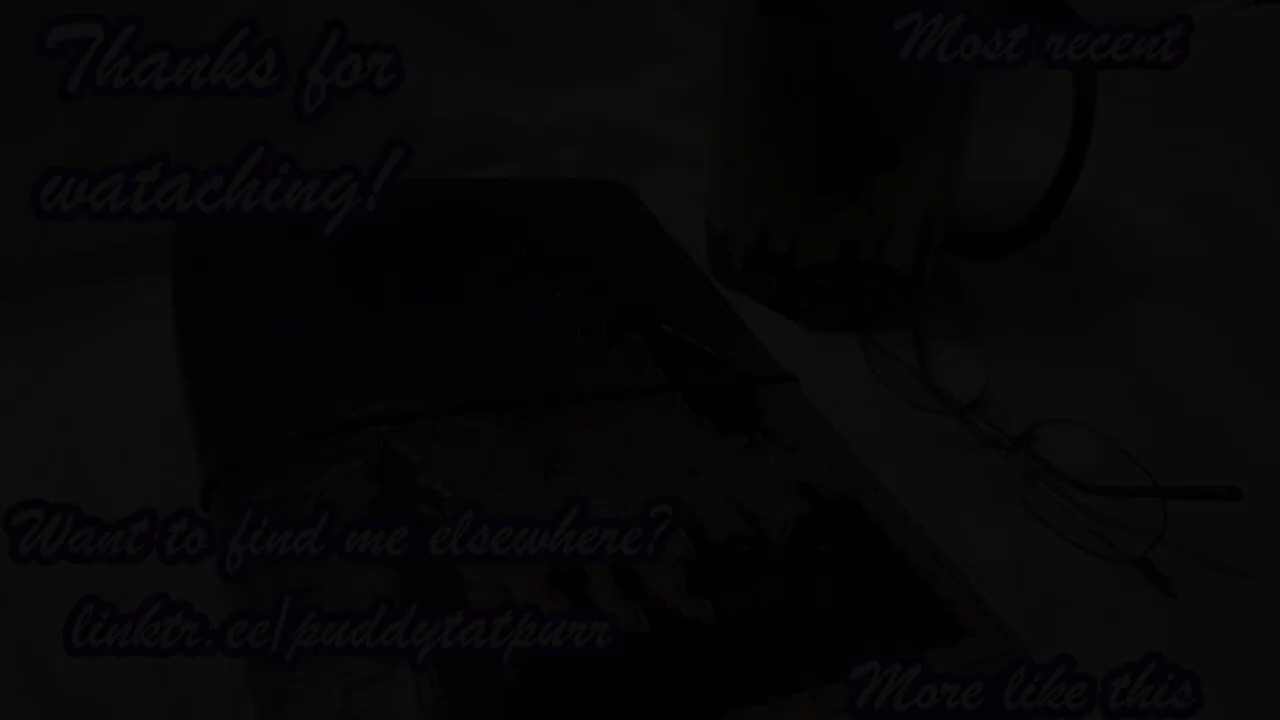 Thanks for
wataching!
Most recent
Want to find me elsewhere?
linktr.ee/puddytatpurr
More like this